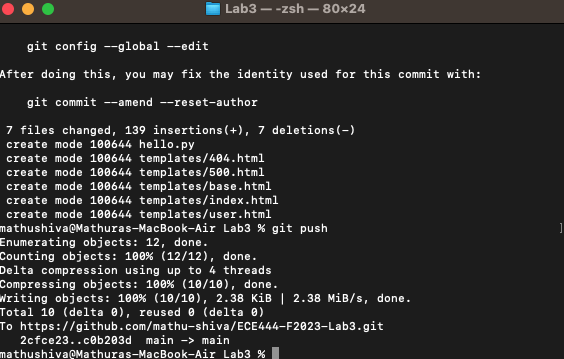 Lab3 — -zsh — 80×24
git config --global --edit
After doing this, you may fix the identity used for this commit with:
git commit --amend --reset-author
7 files changed, 139 insertions(+), 7 deletions(-)
create mode 100644 hello.py
create mode 100644 templates/404.html
create mode 100644 templates/500.html
create mode 100644 templates/base.html
create mode 100644 templates/index.html
create mode 100644 templates/user.html
mathushiva@Mathuras-MacBook-Air Lab3 % git push ]
Enumerating objects: 12, done.
Counting objects: 100% (12/12), done.
Delta compression using up to 4 threads
Compressing objects: 100% (10/10), done.
Writing objects: 100% (10/10), 2.38 KiB | 2.38 MiB/s, done.
Total 10 (delta 0), reused 0 (delta 0)
To https://github.com/mathu-shiva/ECE444-F2023-Lab3.git
2cfce23..c0b203d  main -> main
mathushiva@Mathuras-MacBook-Air Lab3 %